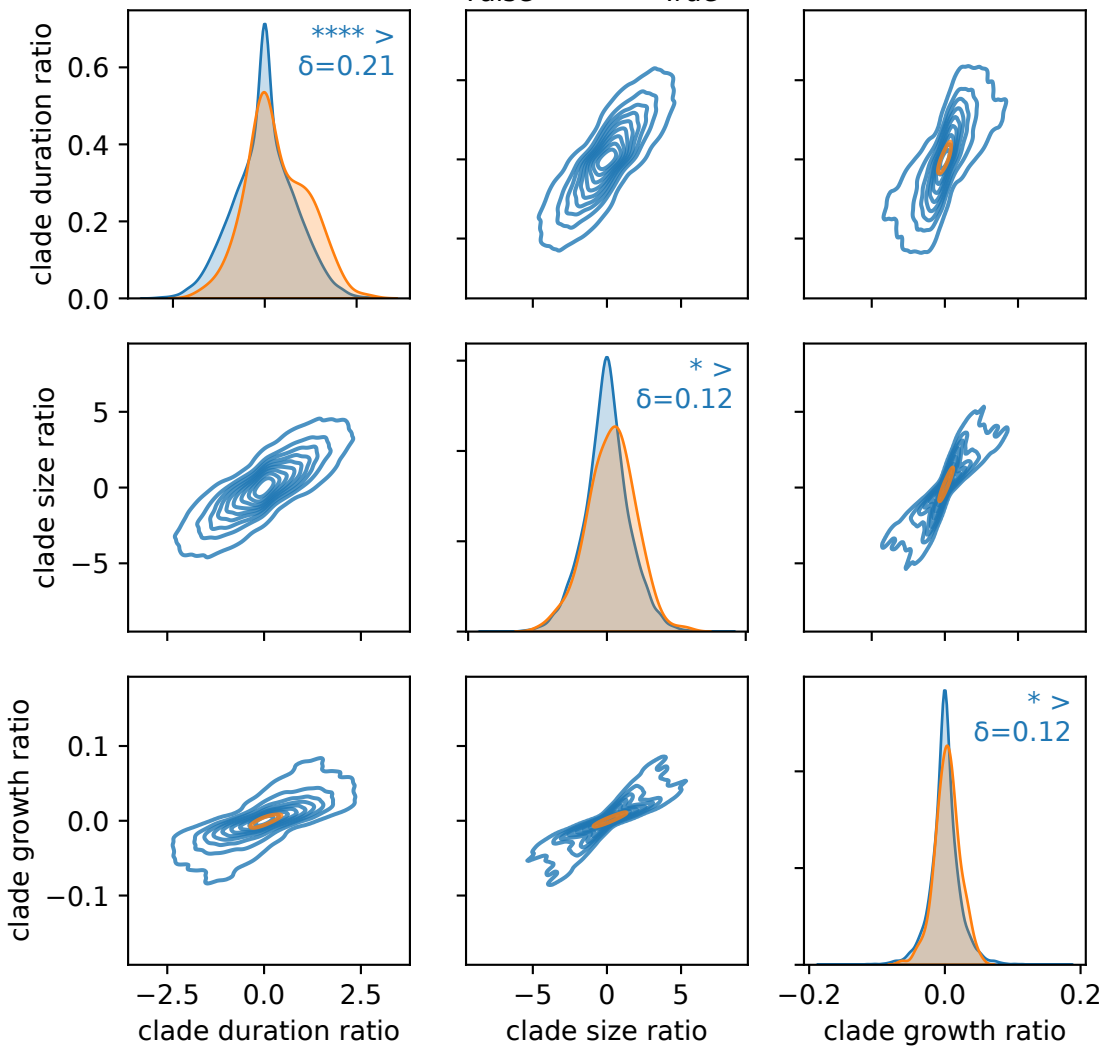 clade duration ratio
0.6
0.4
0.2
0.0
**** >
δ=0.21
clade size ratio
5
0
−5
* >
δ=0.12
clade growth ratio
0.1
0.0
−0.1
* >
δ=0.12
−2.5 0.0 2.5
−5 0 5
−0.2 0.0 0.2
clade duration ratio
clade size ratio
clade growth ratio